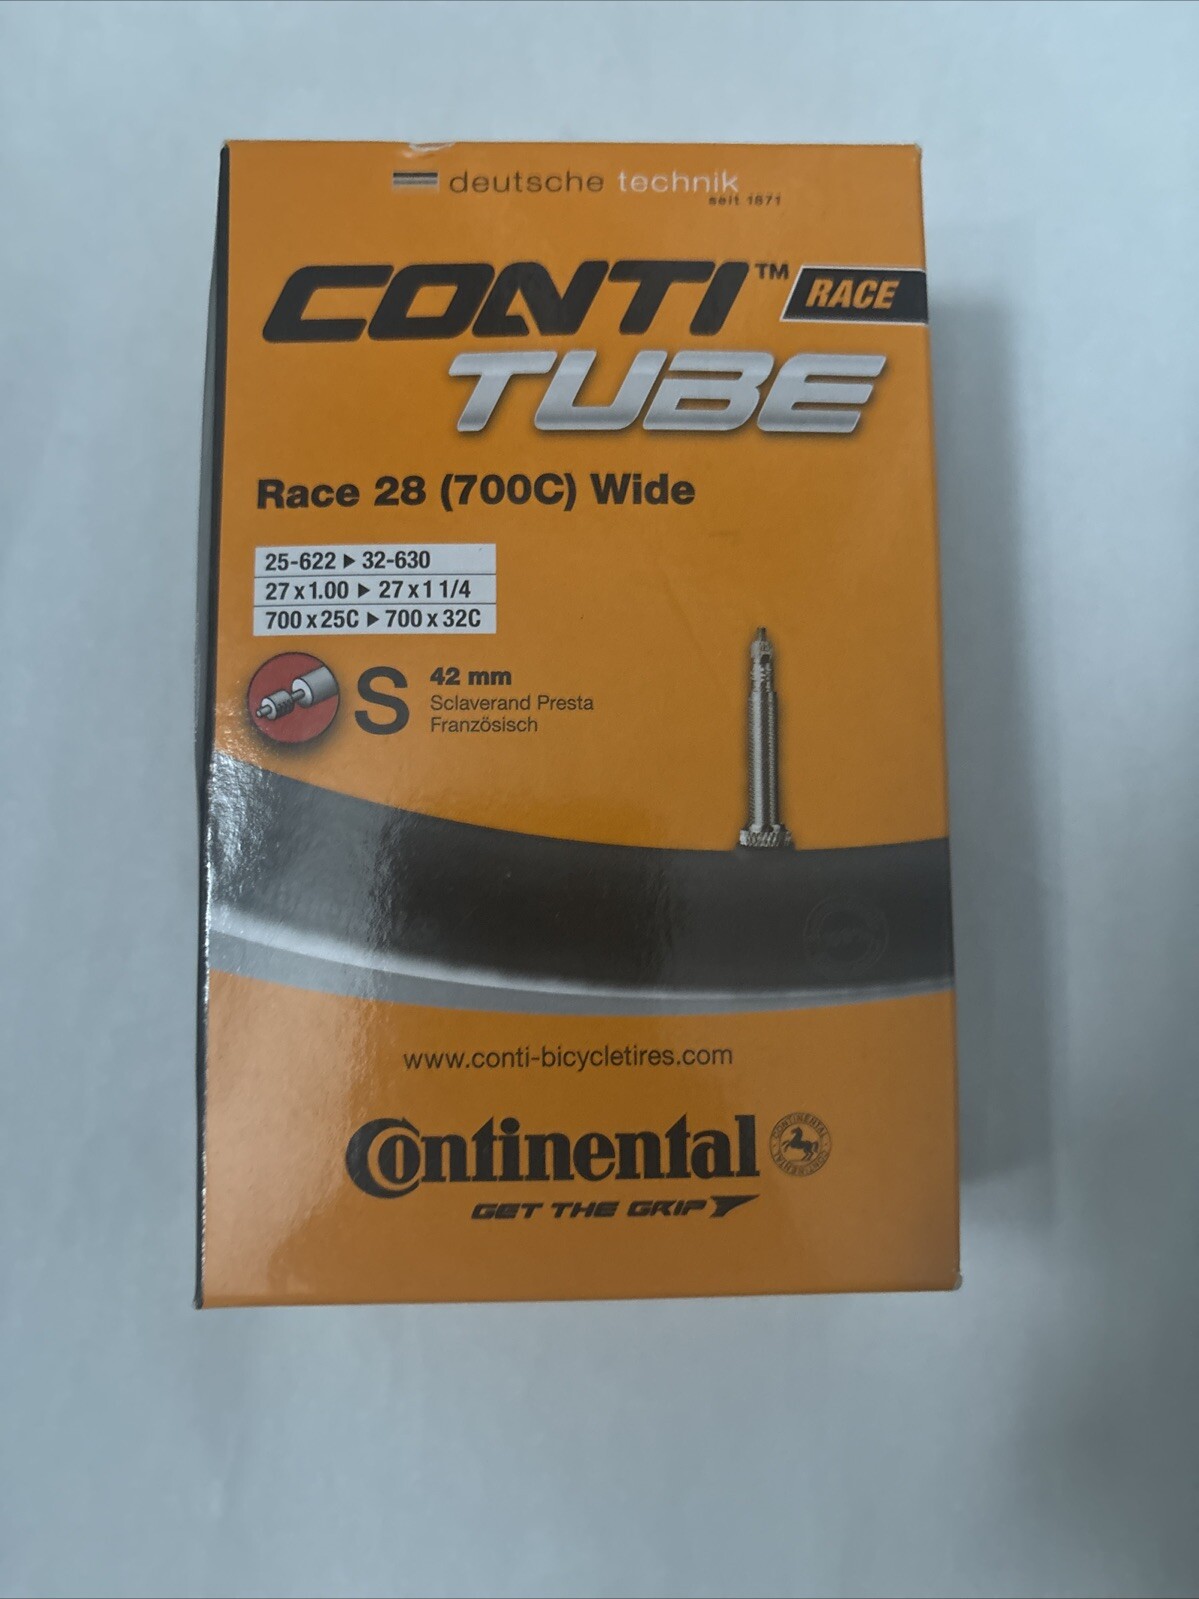 deutsche technik
seit 1871
CONTI™ RACE
TUBE
Race 28 (700C) Wide
25-622 ▶ 32-630
27 x 1.00 ▶ 27 x 1 1/4
700 x 25C ▶ 700 x 32C
S 42 mm
Sclaverand Presta
Französisch
www.conti-bicycletires.com
Continental
CONTINENTAL · CONTINENTAL
GET THE GRIP